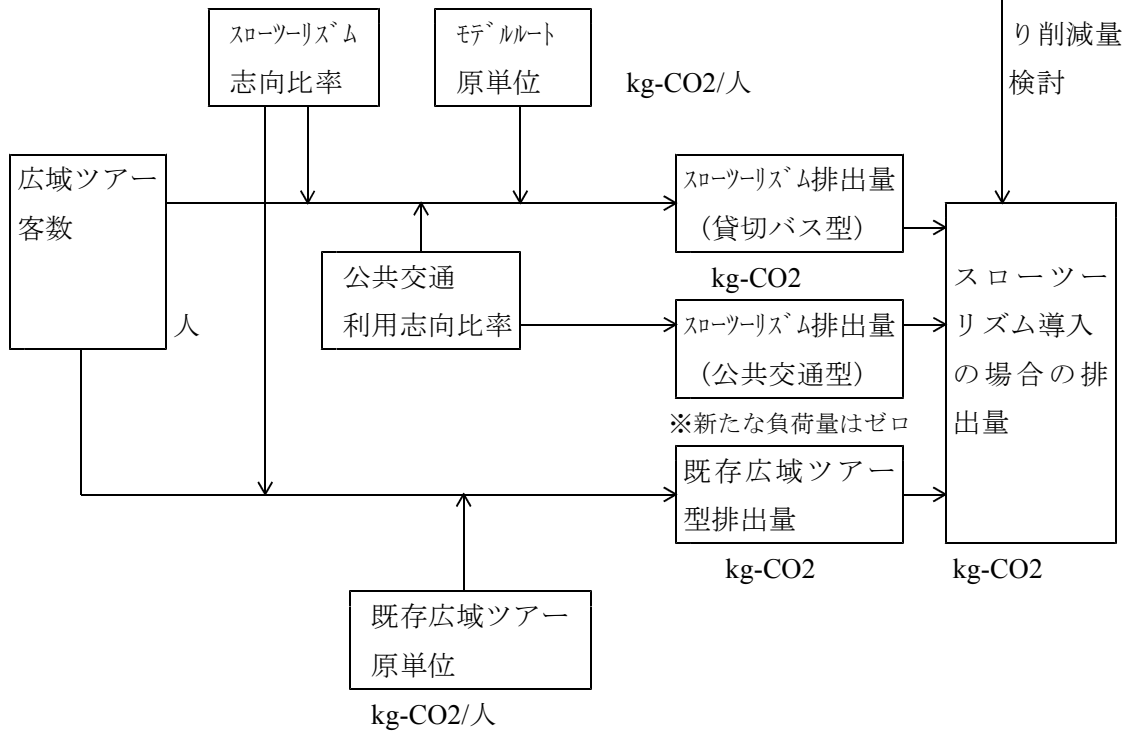 ｽﾛｰﾂｰﾘｽﾞﾑ
志向比率
ﾓﾃﾞﾙﾙｰﾄ
原単位
kg-CO2/人
り削減量
検討
広域ツアー
客数
人
公共交通
利用志向比率
ｽﾛｰﾂｰﾘｽﾞﾑ排出量
（貸切バス型）
kg-CO2
ｽﾛｰﾂｰﾘｽﾞﾑ排出量
（公共交通型）
※新たな負荷量はゼロ
既存広域ツアー
型排出量
kg-CO2
スローツー
リズム導入
の場合の排
出量
kg-CO2
既存広域ツアー
原単位
kg-CO2/人